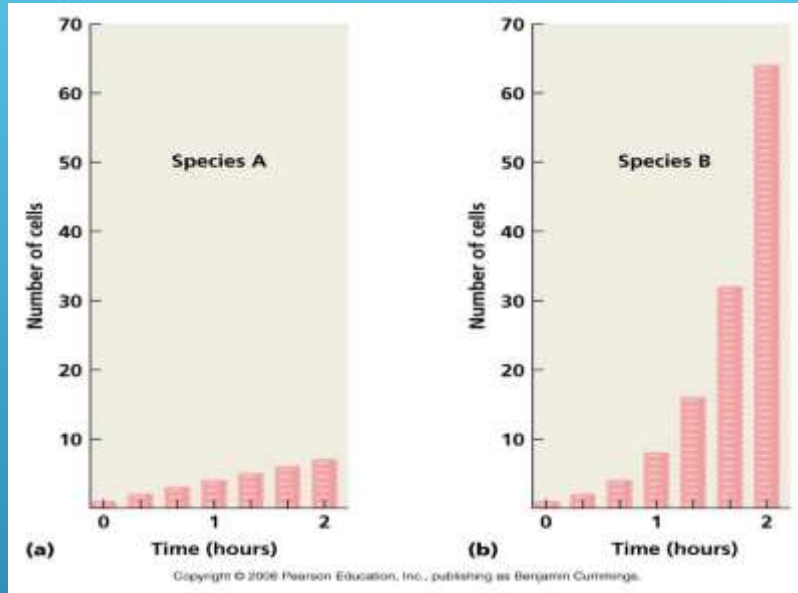 70
60
50
40
30
20
10
Number of cells
Species A
0 1 2
(a) Time (hours)
70
60
50
40
30
20
10
Number of cells
Species B
0 1 2
(b) Time (hours)
Copyright © 2006 Pearson Education, Inc., publishing as Benjamin Cummings.